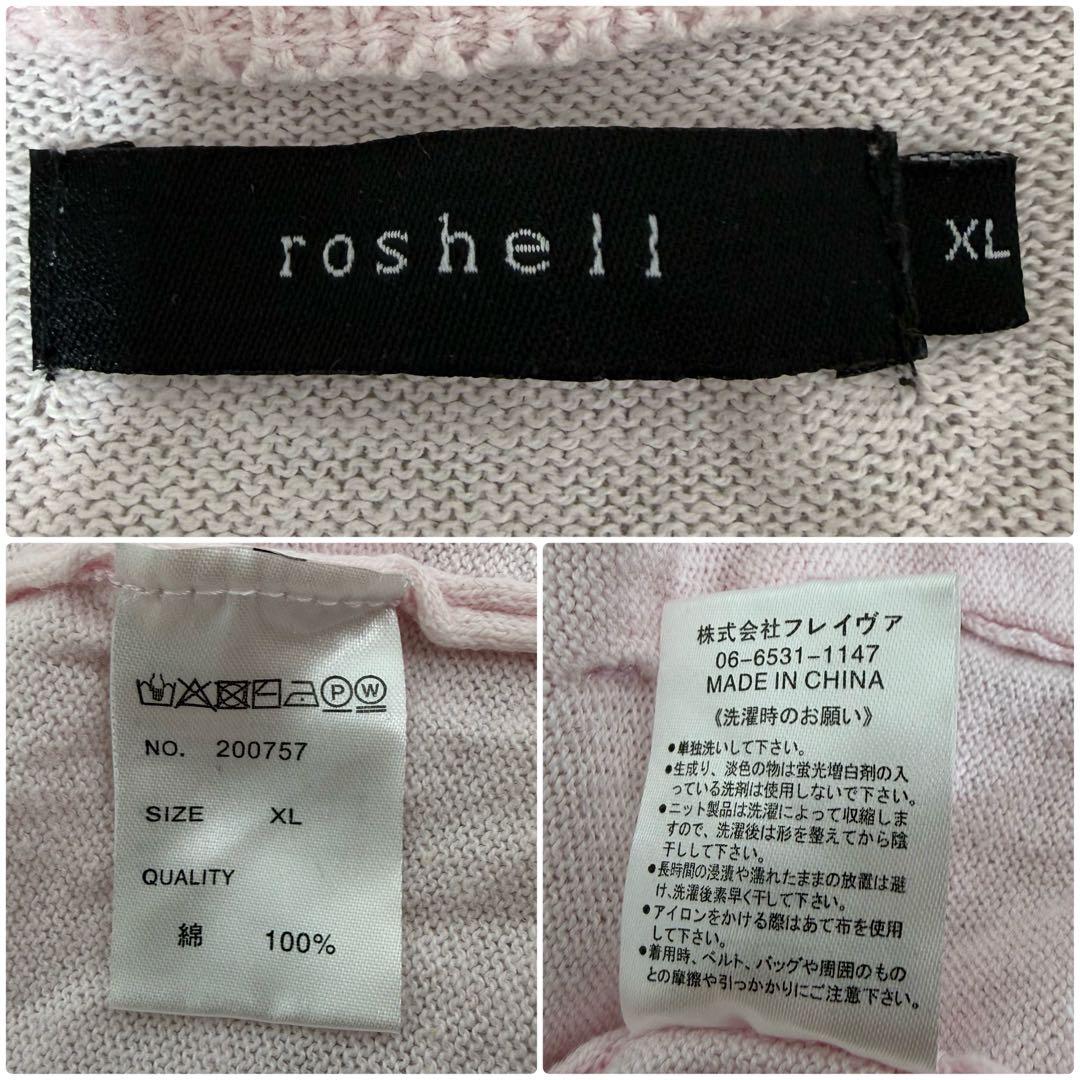 roshell
XL
P W
NO. 200757
SIZE XL
QUALITY
綿 100%
株式会社フレイヴァ
06-6531-1147
MADE IN CHINA
《洗濯時のお願い》
●単独洗いして下さい。
●生成り、淡色の物は蛍光増白剤の入
っている洗剤は使用しないで下さい。
●ニット製品は洗濯によって収縮しま
すので、洗濯後は形を整えてから陰
干しして下さい。
●長時間の浸漬や濡れたままの放置は避
け、洗濯後素早く干して下さい。
●アイロンをかける際はあて布を使用
して下さい。
●着用時、ベルト、バッグや周囲のもの
との摩擦や引っかかりにご注意下さい。